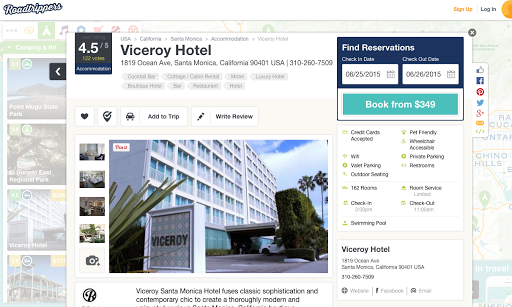 Roadtrippers
Sign Up
Log In
Camping & RV
Point Mugu State
Park
El Dorado East
Regional Park
Viceroy Hotel
4.5 / 5
122 votes
Accommodation
USA > California > Santa Monica > Accommodation > Viceroy Hotel
Viceroy Hotel
1819 Ocean Ave, Santa Monica, California 90401 USA | 310-260-7509
Cocktail Bar
Cottage / Cabin Rental
Motel
Luxury Hotel
Boutique Hotel
Bar
Restaurant
Hotel
Add to Trip
Write Review
Pinit
VICEROY
Viceroy Santa Monica Hotel fuses classic sophistication and
contemporary chic to create a thoroughly modern and
Find Reservations
Check In Date
Check Out Date
06/25/2015
06/26/2015
Book from $349
Credit Cards
Accepted
Pet Friendly
Wheelchair
Accessible
Wifi
Private Parking
Valet Parking
Restrooms
Outdoor Seating
162 Rooms
Room Service
Limited
Check-In
3:00pm
Check-Out
11:00am
Swimming Pool
Viceroy Hotel
1819 Ocean Ave
Santa Monica, California 90401 USA
310-260-7509
Website
Facebook
Email
CHINO
HILLS
in travel